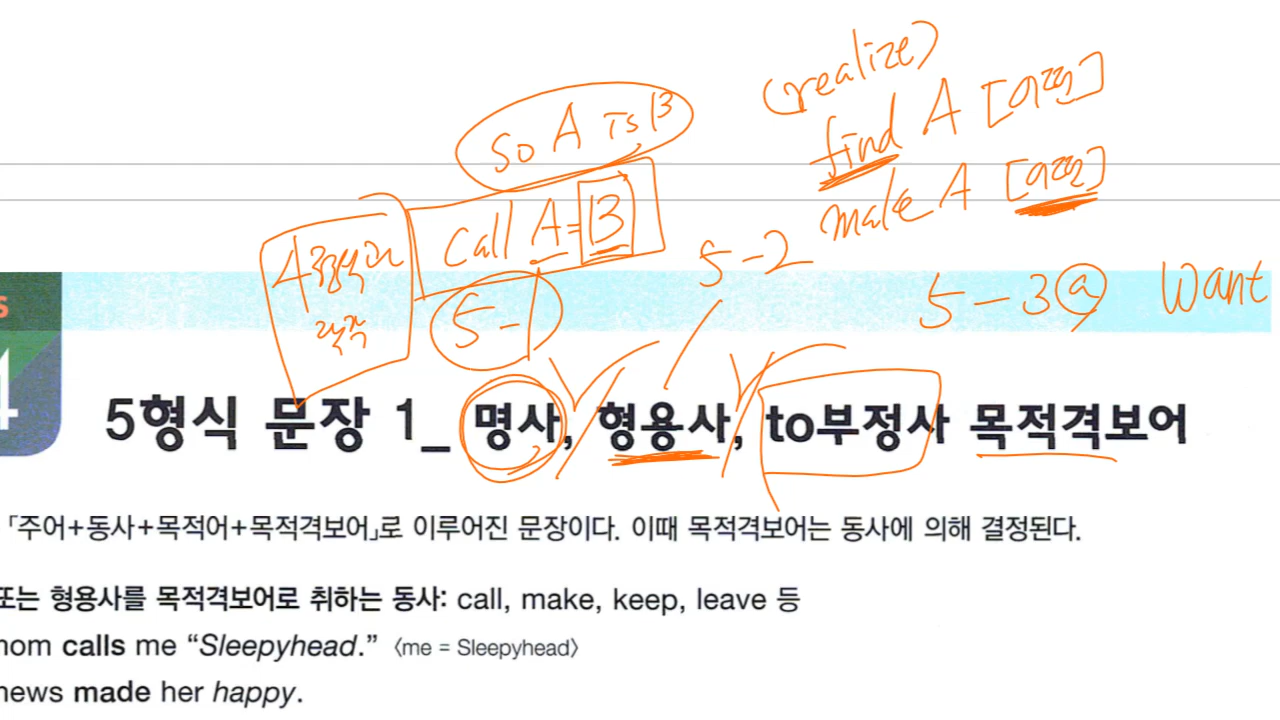 (realize)
so A is B
find A [어떤]
make A [어떤]
call A = B
4형식과
착각
5-1
5-2
5-3 ⓐ want
s
4
5형식 문장 1_ 명사, 형용사, to부정사 목적격보어
「주어+동사+목적어+목적격보어」로 이루어진 문장이다. 이때 목적격보어는 동사에 의해 결정된다.
또는 형용사를 목적격보어로 취하는 동사: call, make, keep, leave 등
mom calls me “Sleepyhead.” 〈me = Sleepyhead〉
news made her happy.